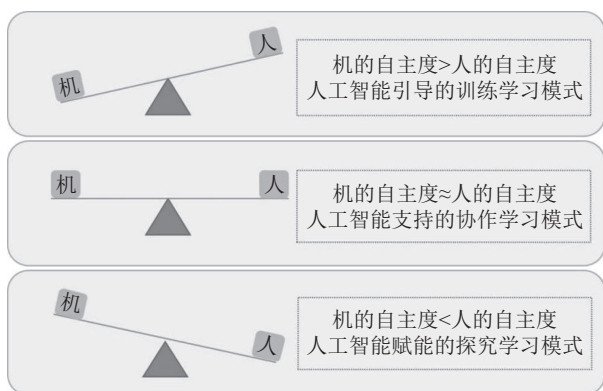 人
机
机的自主度>人的自主度
人工智能引导的训练学习模式
机
人
机的自主度≈人的自主度
人工智能支持的协作学习模式
机
人
机的自主度<人的自主度
人工智能赋能的探究学习模式